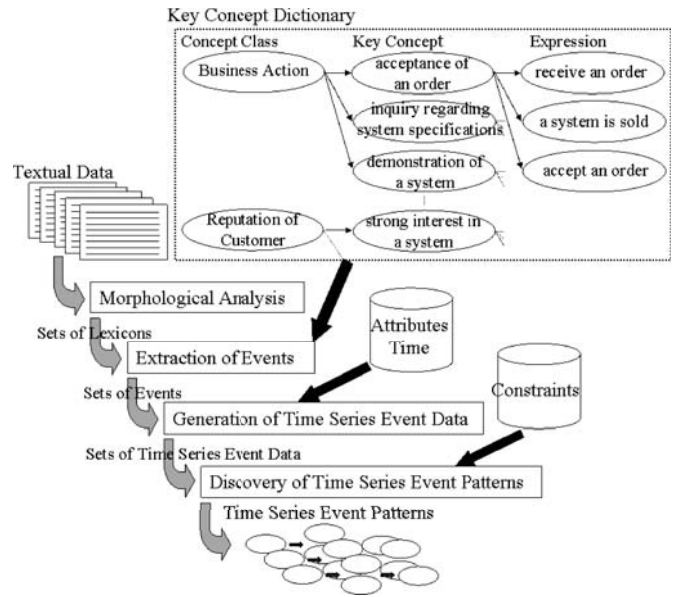 Key Concept Dictionary
Concept Class
Key Concept
Expression
Business Action
acceptance of
an order
receive an order
inquiry regarding
system specifications
a system is sold
demonstration of
a system
accept an order
Reputation of
Customer
strong interest in
a system
Textual Data
Morphological Analysis
Sets of Lexicons
Extraction of Events
Attributes
Time
Sets of Events
Generation of Time Series Event Data
Constraints
Sets of Time Series Event Data
Discovery of Time Series Event Patterns
Time Series Event Patterns